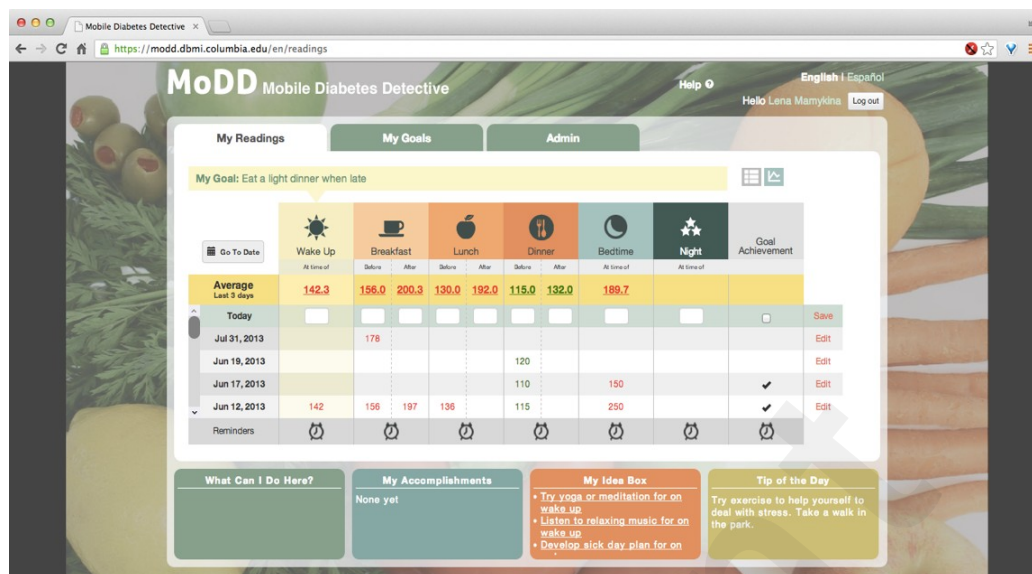 Mobile Diabetes Detective
https://modd.dbmi.columbia.edu/en/readings
MoDD Mobile Diabetes Detective
Help
English | Español
Hello Lena Mamykina Log out
My Readings My Goals Admin
My Goal: Eat a light dinner when late
Go To Date Wake Up Breakfast Lunch Dinner Bedtime Night Goal Achievement
At time of Before After Before After Before After At time of At time of
Average 142.3 156.0 200.3 130.0 192.0 115.0 132.0 189.7
Last 3 days
Today Save
Jul 31, 2013 178 Edit
Jun 19, 2013 120 Edit
Jun 17, 2013 110 150 Edit
Jun 12, 2013 142 156 197 136 115 250 Edit
Reminders
What Can I Do Here?
My Accomplishments
None yet
My Idea Box
Try yoga or meditation for on
wake up
Listen to relaxing music for on
wake up
Develop sick day plan for on
Tip of the Day
Try exercise to help yourself to
deal with stress. Take a walk in
the park.